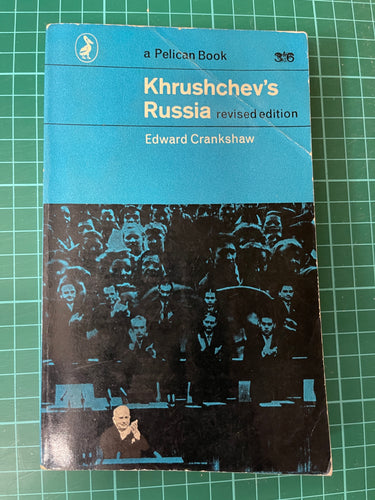 a Pelican Book
3/6
Khrushchev's
Russia revised edition
Edward Crankshaw